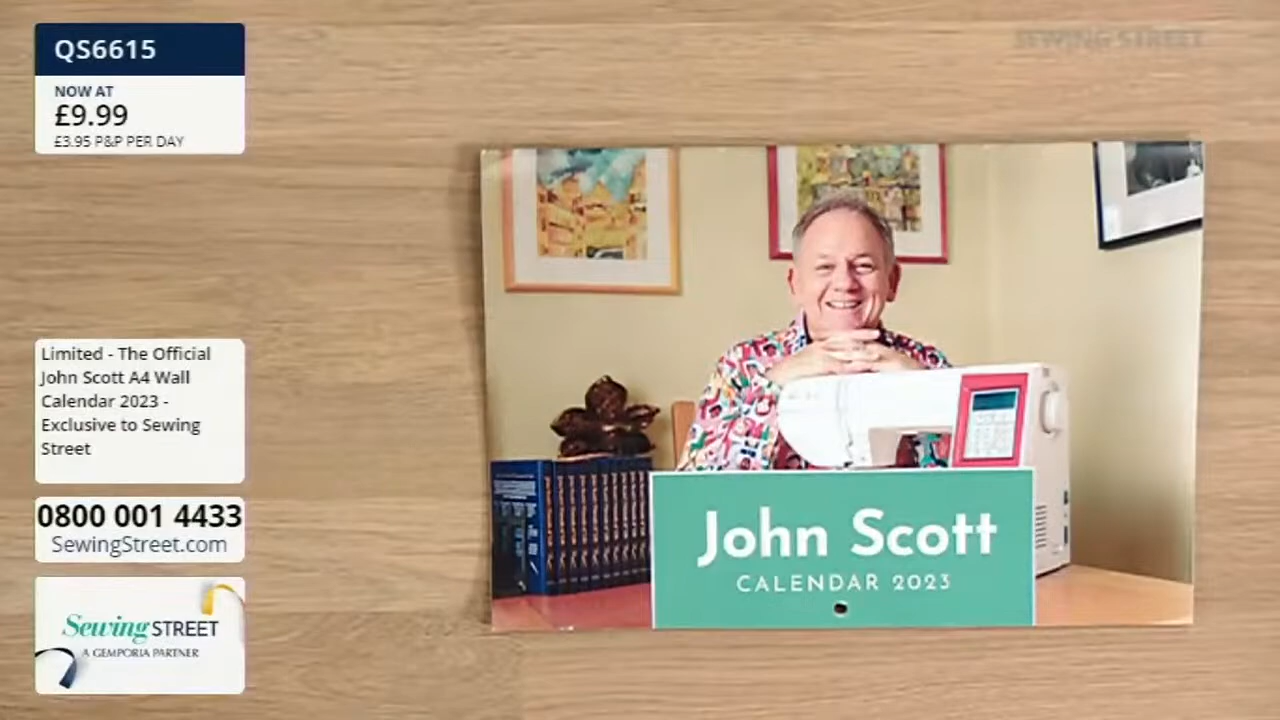 QS6615
NOW AT
£9.99
£3.95 P&P PER DAY
SEWING STREET
Limited - The Official
John Scott A4 Wall
Calendar 2023 -
Exclusive to Sewing
Street
0800 001 4433
SewingStreet.com
Sewing STREET
A GEMPORIA PARTNER
John Scott
CALENDAR 2023